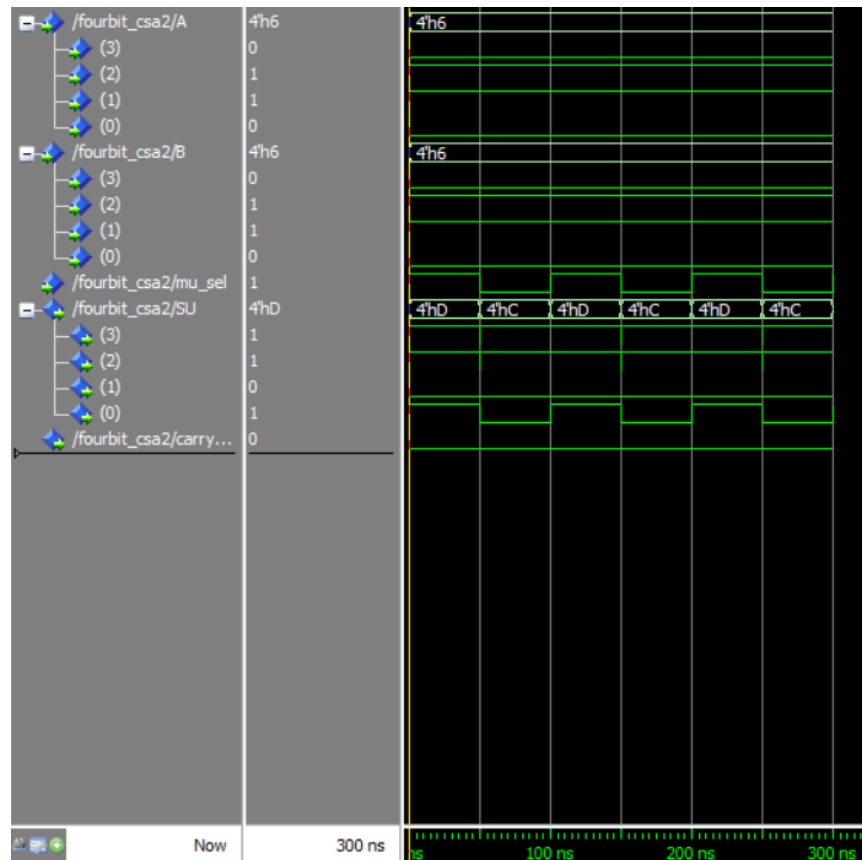 /fourbit_csa2/A 4'h6 4'h6
(3) 0
(2) 1
(1) 1
(0) 0
/fourbit_csa2/B 4'h6 4'h6
(3) 0
(2) 1
(1) 1
(0) 0
/fourbit_csa2/mu_sel 1
/fourbit_csa2/SU 4'hD 4'hD 4'hC 4'hD 4'hC 4'hD 4'hC
(3) 1
(2) 1
(1) 0
(0) 1
/fourbit_csa2/carry... 0
Now 300 ns ns 100 ns 200 ns 300 ns